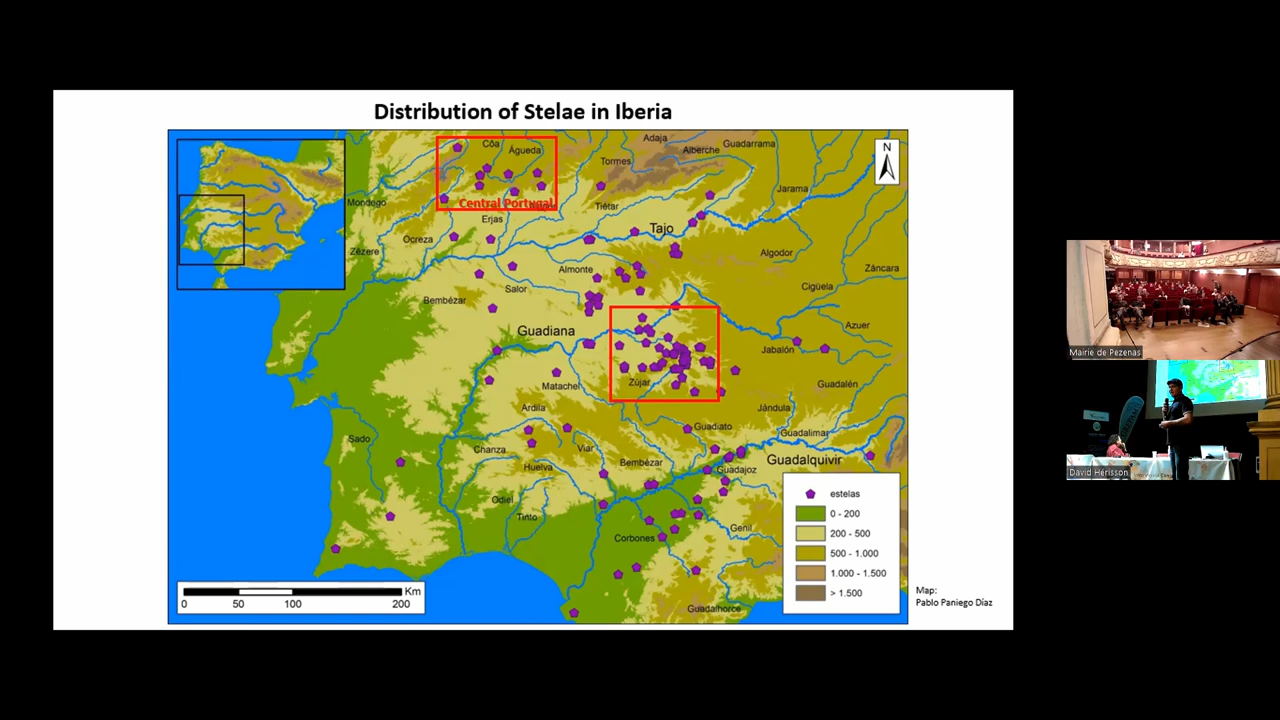 Distribution of Stelae in Iberia
N
Côa
Águeda
Adaja
Alberche
Guadarrama
Tormes
Jarama
Mondego
Central Portugal
Tiétar
Erjas
Tajo
Ocreza
Zêzere
Algodor
Záncara
Almonte
Salor
Cigüela
Bembézar
Guadiana
Azuer
Jabalón
Zújar
Matachel
Guadalén
Ardila
Jándula
Guadiato
Guadalimar
Sado
Chanza
Viar
Huelva
Bembézar
Guadajoz
Guadalquivir
Odiel
Tinto
Genil
Corbones
Guadalhorce
estelas
0 - 200
200 - 500
500 - 1.000
1.000 - 1.500
> 1.500
Km
0 50 100 200
Map:
Pablo Paniego Díaz
Mairie de Pezenas
David Hérisson